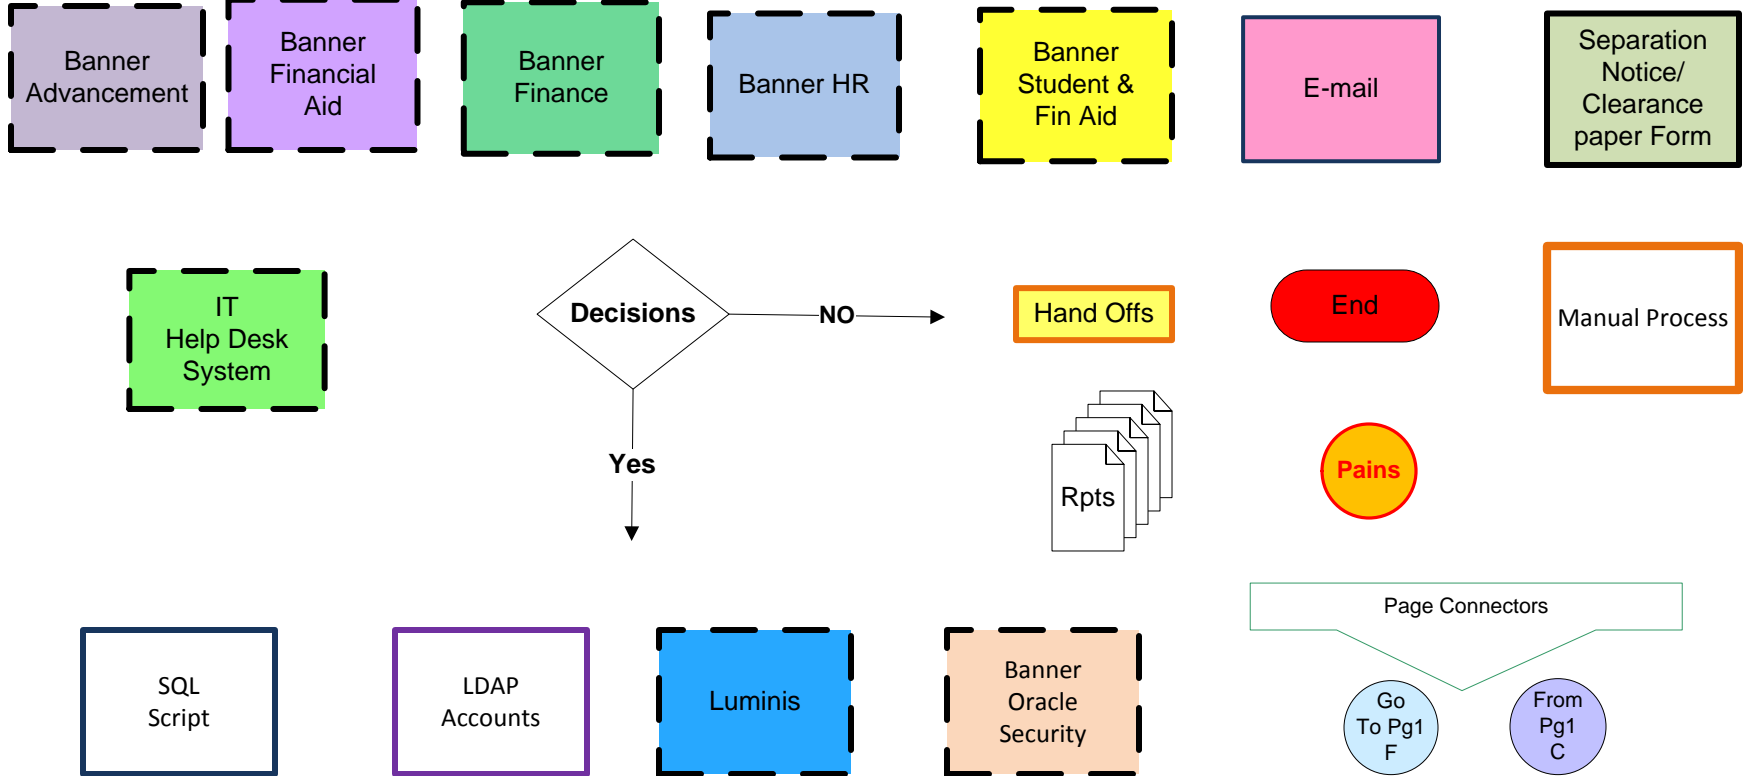 Banner
Advancement
Banner
Financial
Aid
Banner
Finance
Banner HR
Banner
Student &
Fin Aid
E-mail
Separation
Notice/
Clearance
paper Form
IT
Help Desk
System
Decisions
NO
Yes
Hand Offs
End
Manual Process
Rpts
Pains
Page Connectors
SQL
Script
LDAP
Accounts
Luminis
Banner
Oracle
Security
Go
To Pg1
F
From
Pg1
C